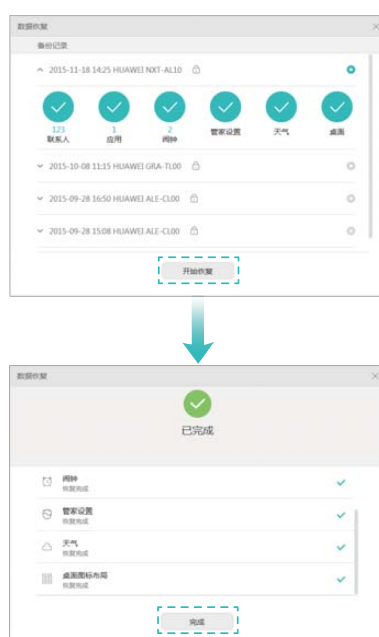 数据恢复
备份记录
2015-11-18 14:25 HUAWEI NXT-AL10
123 1 2
联系人 应用 闹钟 管家设置 天气 桌面
2015-10-08 11:15 HUAWEI GRA-TL00
2015-09-28 16:50 HUAWEI ALE-CL00
2015-09-28 15:08 HUAWEI ALE-CL00
开始恢复
数据恢复
已完成
闹钟
恢复完成
管家设置
恢复完成
天气
恢复完成
桌面图标布局
恢复完成
完成